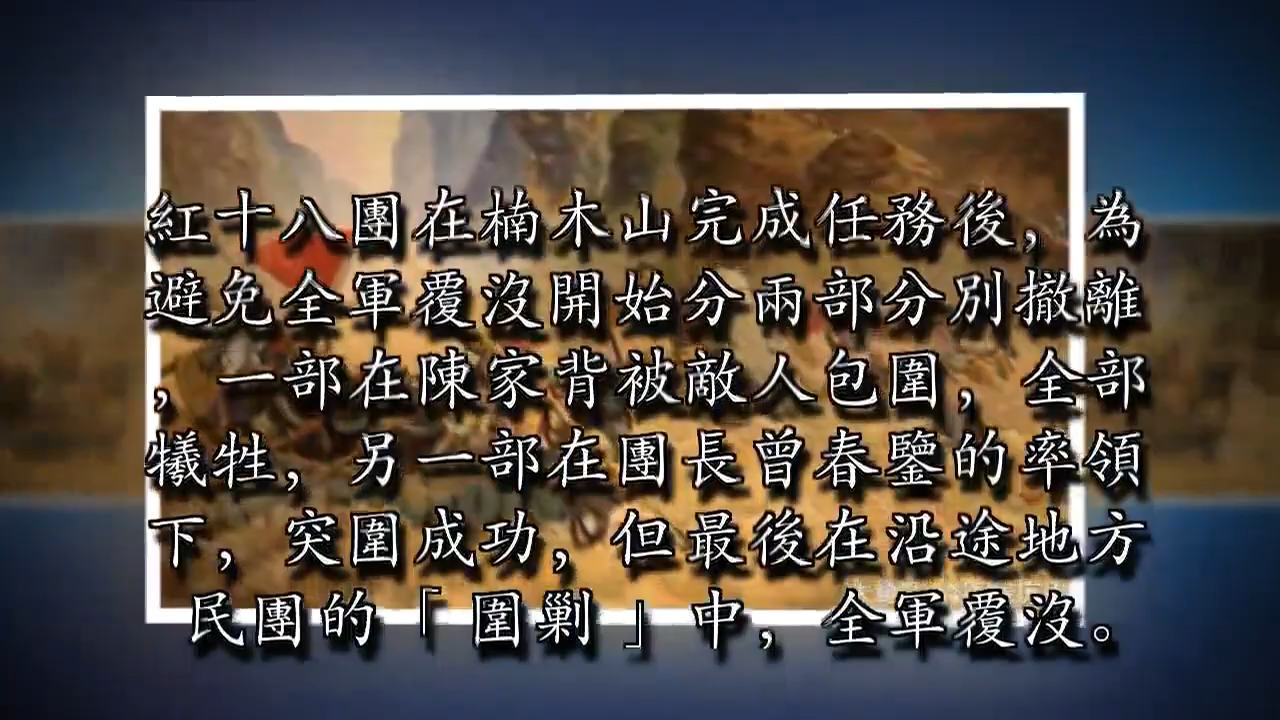 紅十八團在楠木山完成任務後，為
避免全軍覆沒開始分兩部分別撤離
，一部在陳家背被敵人包圍，全部
犧牲，另一部在團長曾春鑒的率領
下，突圍成功，但最後在沿途地方
民團的「圍剿」中，全軍覆沒。